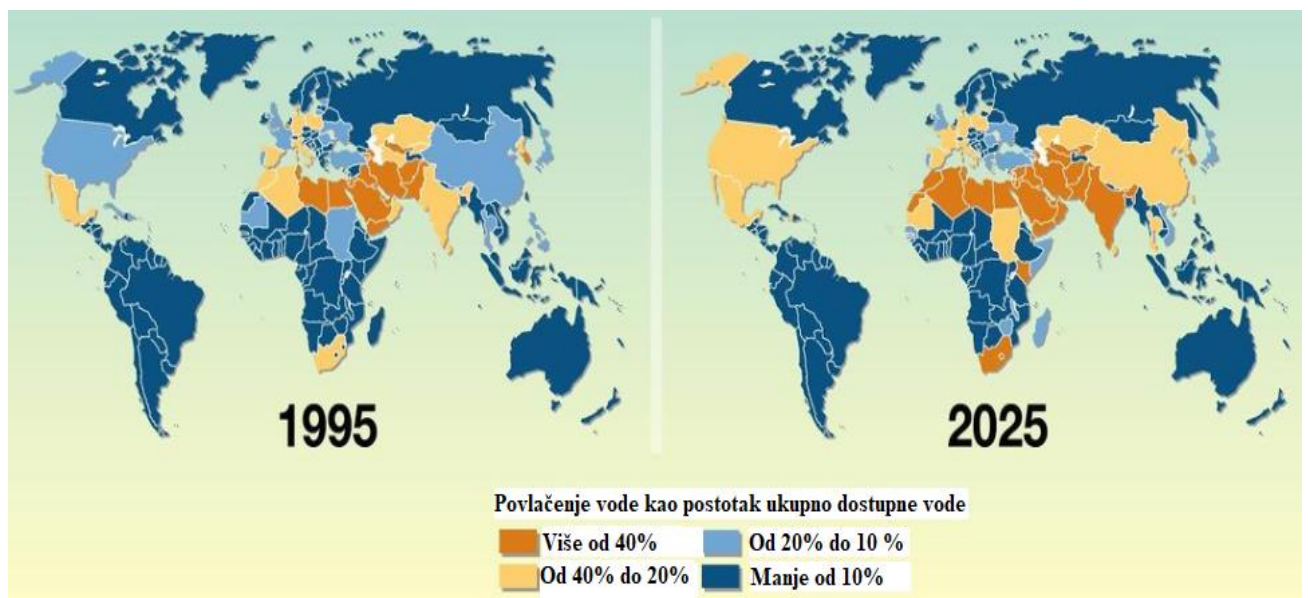 1995
2025
Povlačenje vode kao postotak ukupno dostupne vode
Više od 40%
Od 20% do 10 %
Od 40% do 20%
Manje od 10%